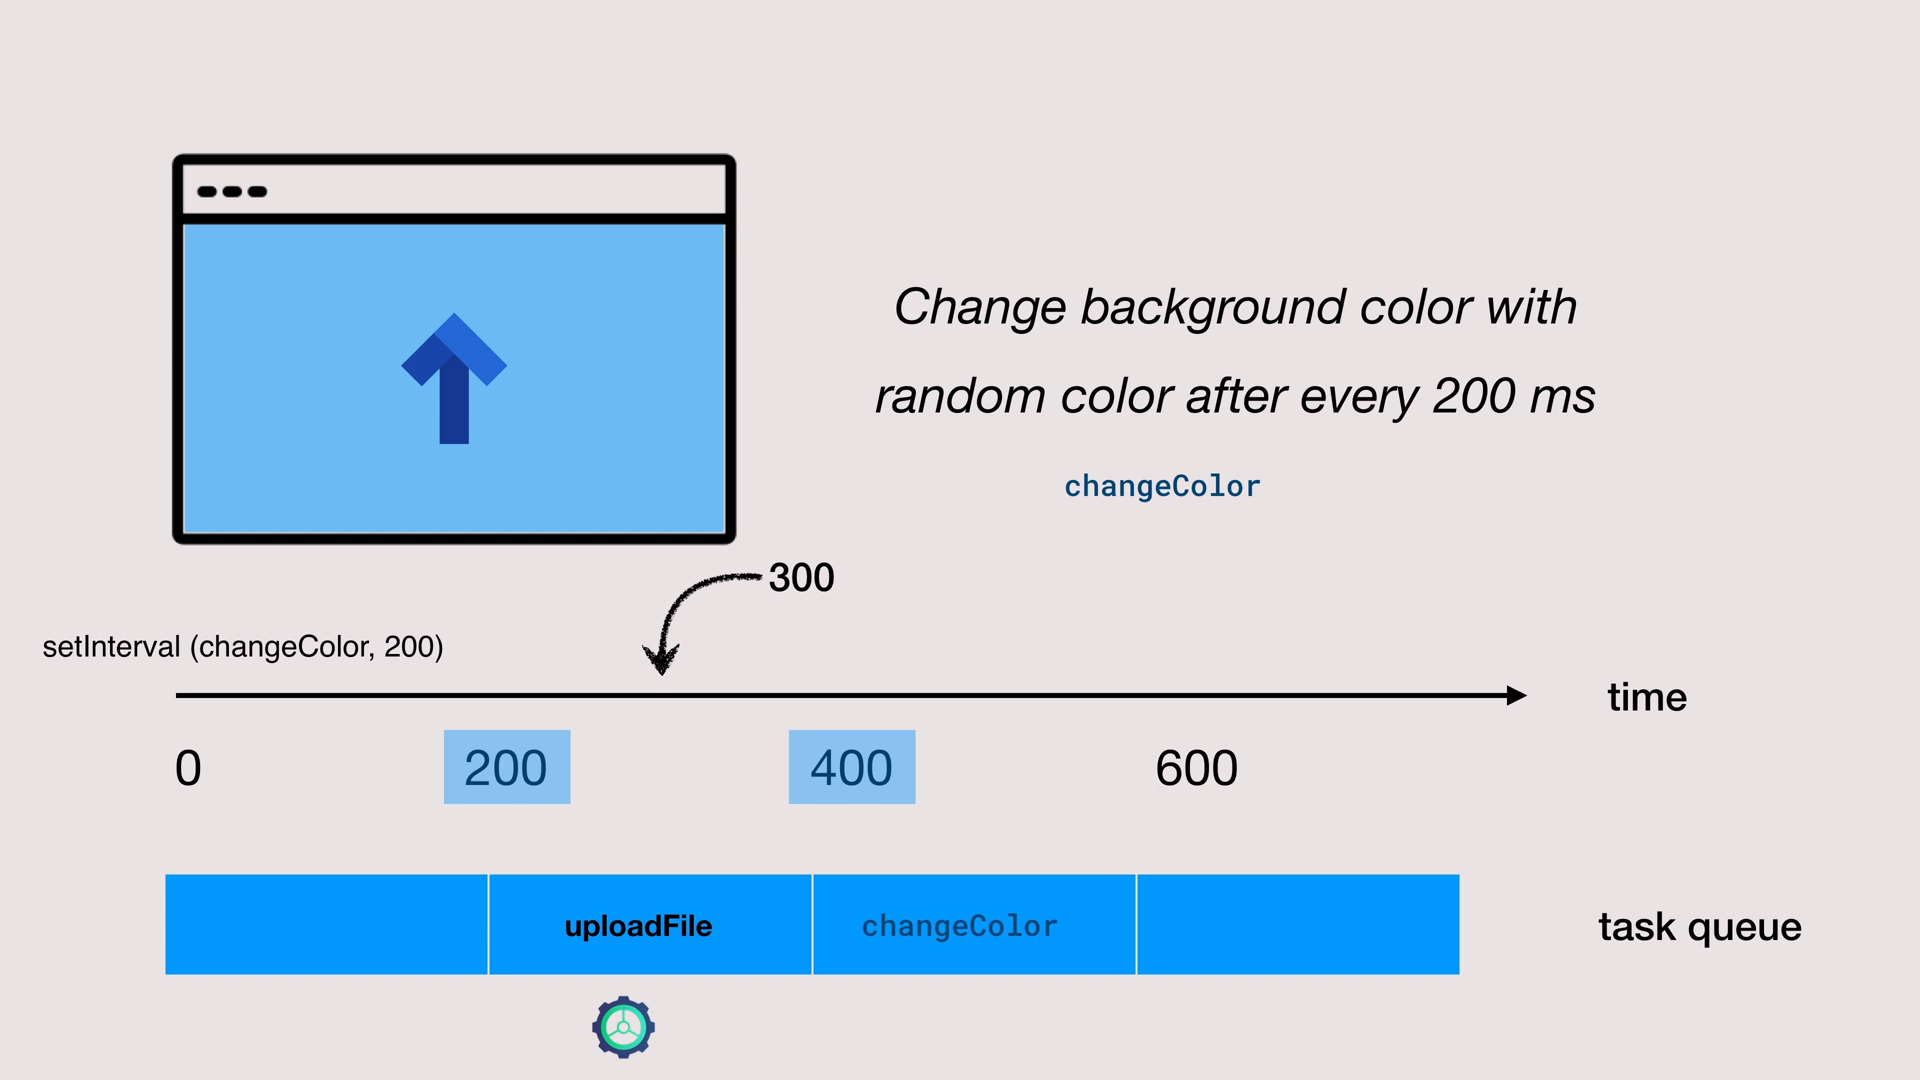 Change background color with
random color after every 200 ms
changeColor
300
setInterval (changeColor, 200)
time
0 200 400 600
uploadFile changeColor task queue